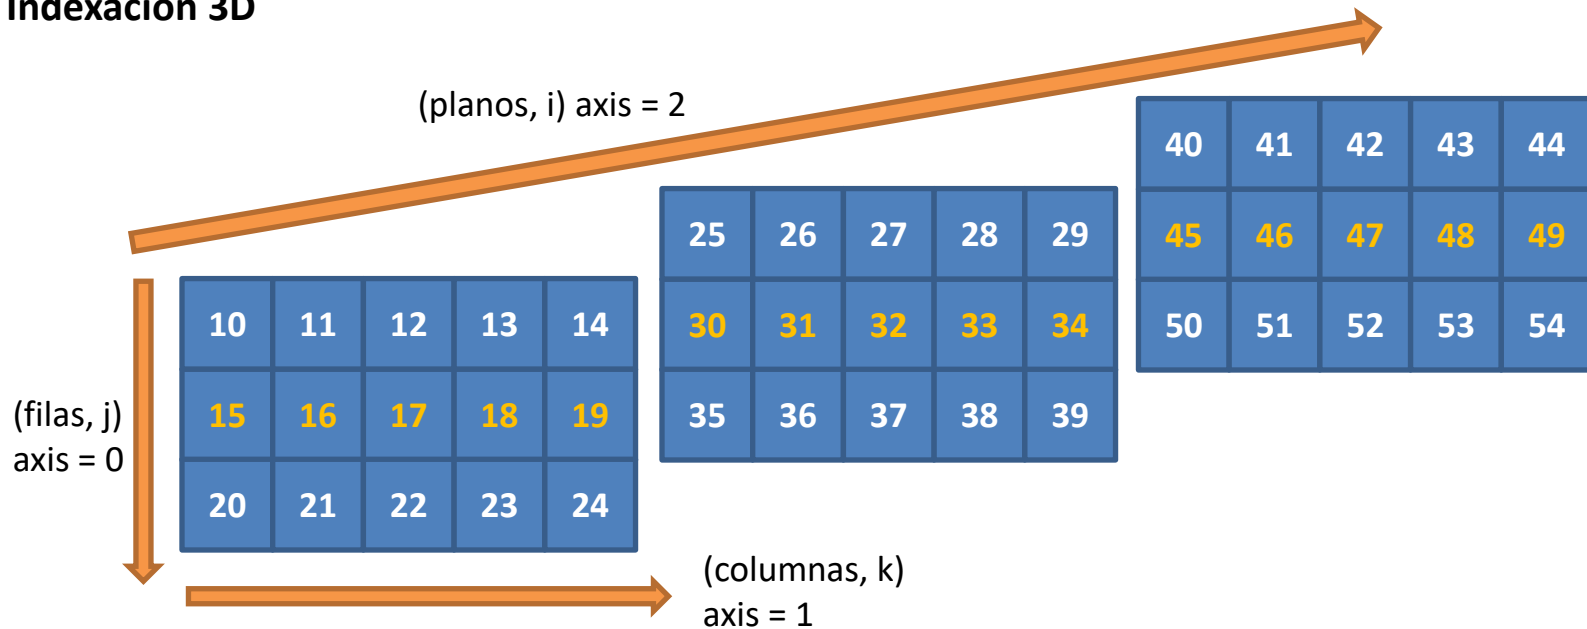 Indexación 3D
(planos, i) axis = 2
40 41 42 43 44
45 46 47 48 49
50 51 52 53 54
25 26 27 28 29
30 31 32 33 34
35 36 37 38 39
10 11 12 13 14
15 16 17 18 19
20 21 22 23 24
(filas, j)
axis = 0
(columnas, k)
axis = 1